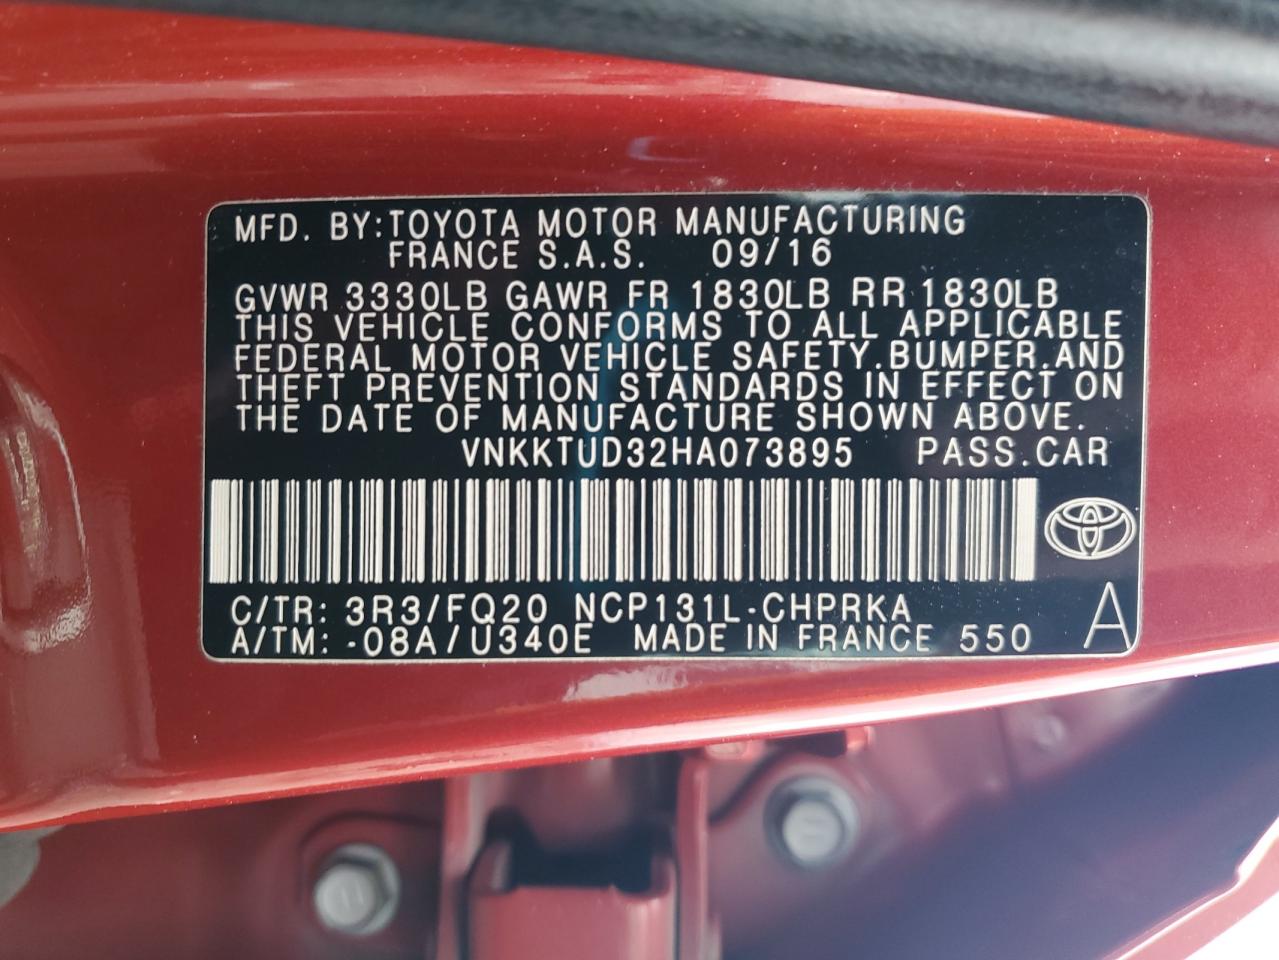 MFD. BY:TOYOTA MOTOR MANUFACTURING
FRANCE S.A.S. 09/16
GVWR 3330LB GAWR FR 1830LB RR 1830LB
THIS VEHICLE CONFORMS TO ALL APPLICABLE
FEDERAL MOTOR VEHICLE SAFETY.BUMPER.AND
THEFT PREVENTION STANDARDS IN EFFECT ON
THE DATE OF MANUFACTURE SHOWN ABOVE.
VNKKTUD32HA073895 PASS.CAR
C/TR: 3R3/FQ20 NCP131L-CHPRKA
A/TM: -08A/U340E MADE IN FRANCE 550 A